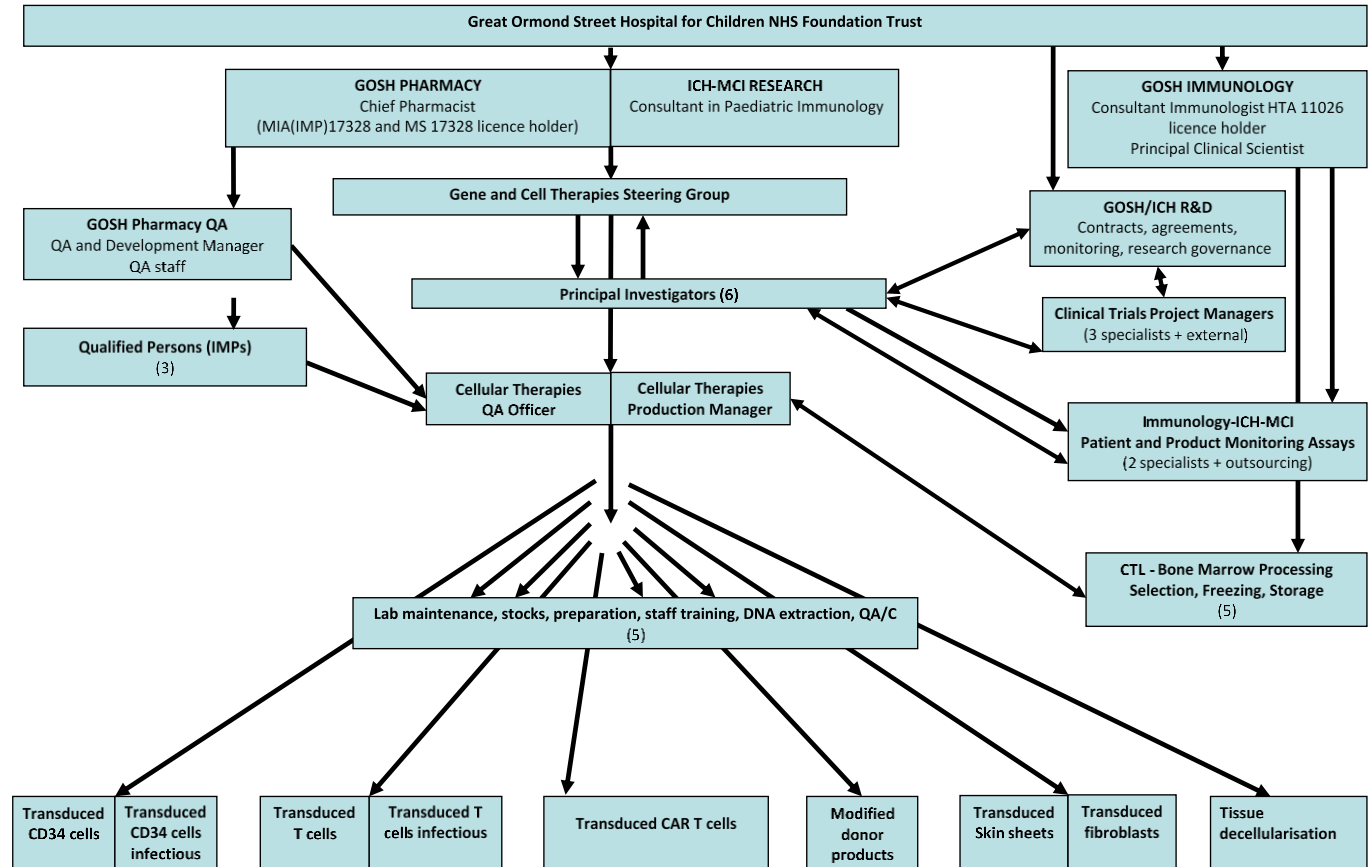 Great Ormond Street Hospital for Children NHS Foundation Trust
GOSH PHARMACY
Chief Pharmacist
(MIA(IMP)17328 and MS 17328 licence holder)
ICH-MCI RESEARCH
Consultant in Paediatric Immunology
GOSH IMMUNOLOGY
Consultant Immunologist HTA 11026
licence holder
Principal Clinical Scientist
Gene and Cell Therapies Steering Group
GOSH Pharmacy QA
QA and Development Manager
QA staff
GOSH/ICH R&D
Contracts, agreements,
monitoring, research governance
Principal Investigators (6)
Clinical Trials Project Managers
(3 specialists + external)
Qualified Persons (IMPs)
(3)
Cellular Therapies
QA Officer
Cellular Therapies
Production Manager
Immunology-ICH-MCI
Patient and Product Monitoring Assays
(2 specialists + outsourcing)
CTL - Bone Marrow Processing
Selection, Freezing, Storage
(5)
Lab maintenance, stocks, preparation, staff training, DNA extraction, QA/C
(5)
Transduced
CD34 cells
Transduced
CD34 cells
infectious
Transduced
T cells
Transduced T
cells infectious
Transduced CAR T cells
Modified
donor
products
Transduced
Skin sheets
Transduced
fibroblasts
Tissue
decellularisation